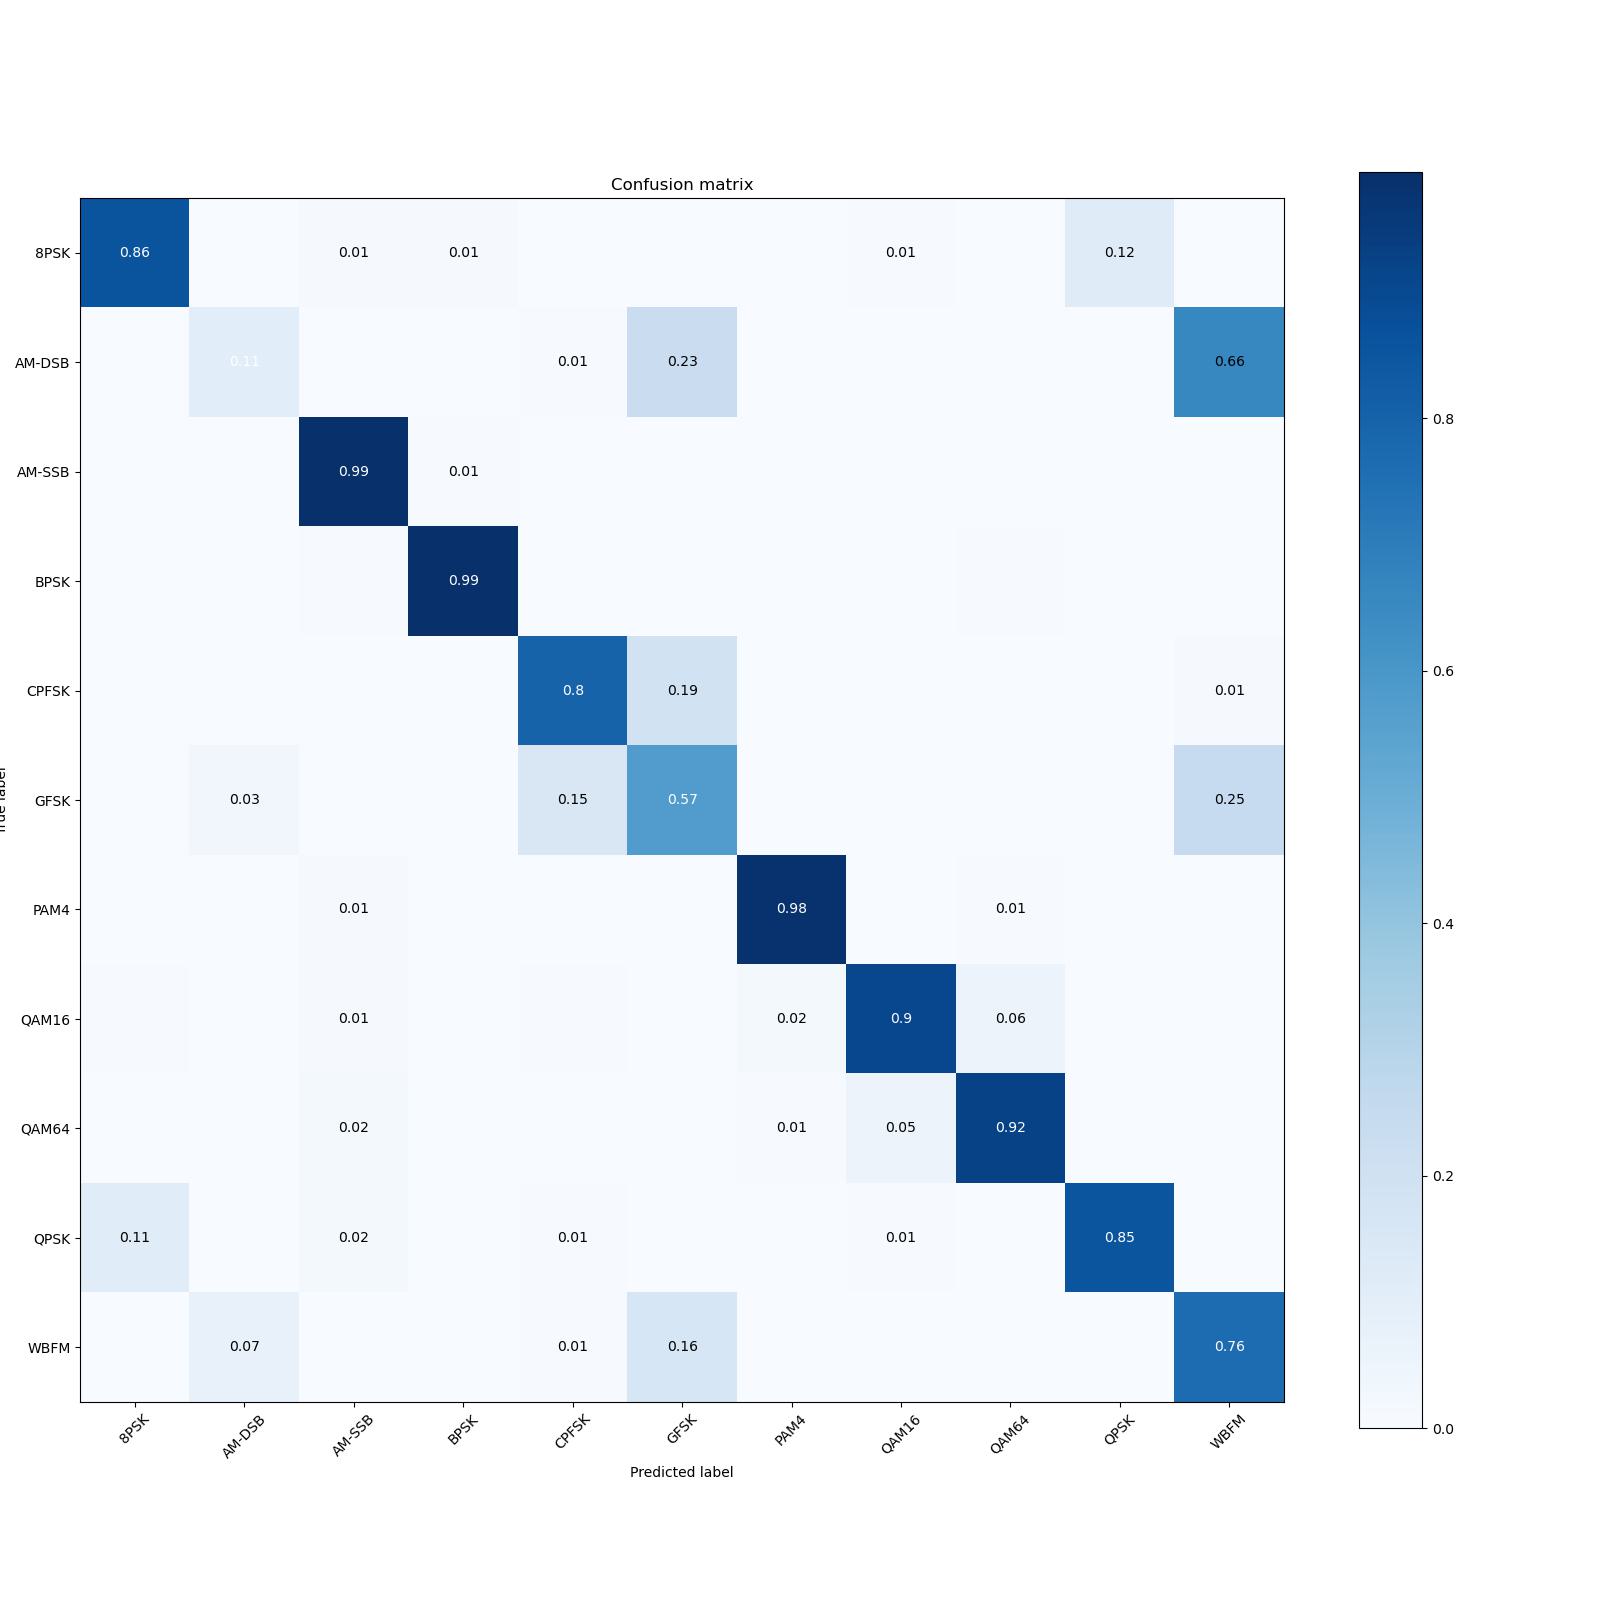 Confusion matrix
8PSK 0.86 0.01 0.01 0.01 0.12
AM-DSB 0.11 0.01 0.23 0.66
AM-SSB 0.99 0.01
BPSK 0.99
CPFSK 0.8 0.19 0.01
GFSK 0.03 0.15 0.57 0.25
PAM4 0.01 0.98 0.01
QAM16 0.01 0.02 0.9 0.06
QAM64 0.02 0.01 0.05 0.92
QPSK 0.11 0.02 0.01 0.01 0.85
WBFM 0.07 0.01 0.16 0.76
8PSK AM-DSB AM-SSB BPSK CPFSK GFSK PAM4 QAM16 QAM64 QPSK WBFM
Predicted label
0.8
0.6
0.4
0.2
0.0